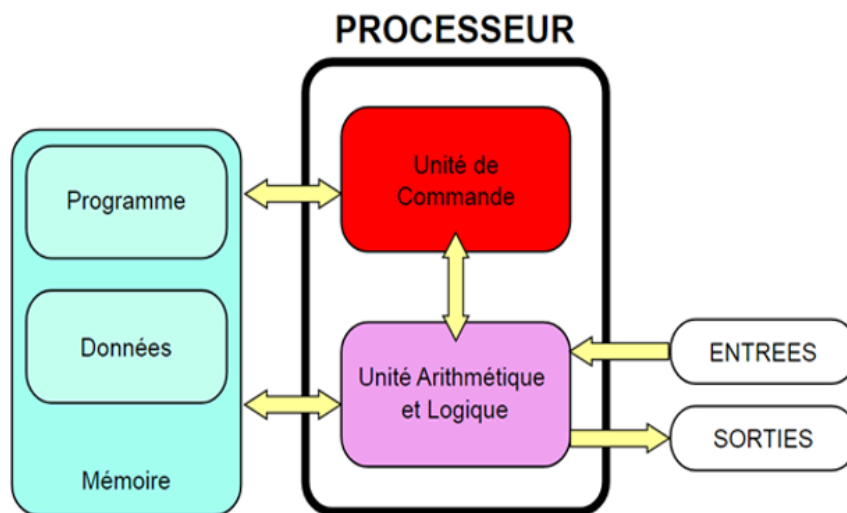 PROCESSEUR
Programme
Données
Mémoire
Unité de
Commande
Unité Arithmétique
et Logique
ENTREES
SORTIES